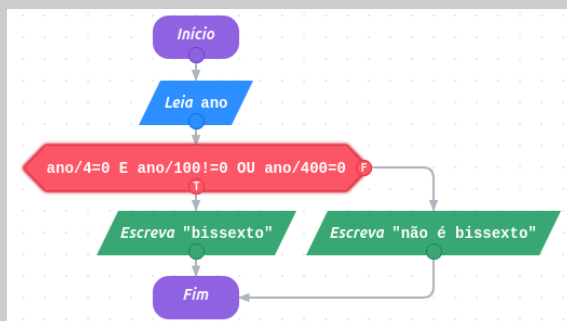 Início
Leia ano
ano/4=0 E ano/100!=0 OU ano/400=0
F
T
Escreva "bissexto"
Escreva "não é bissexto"
Fim